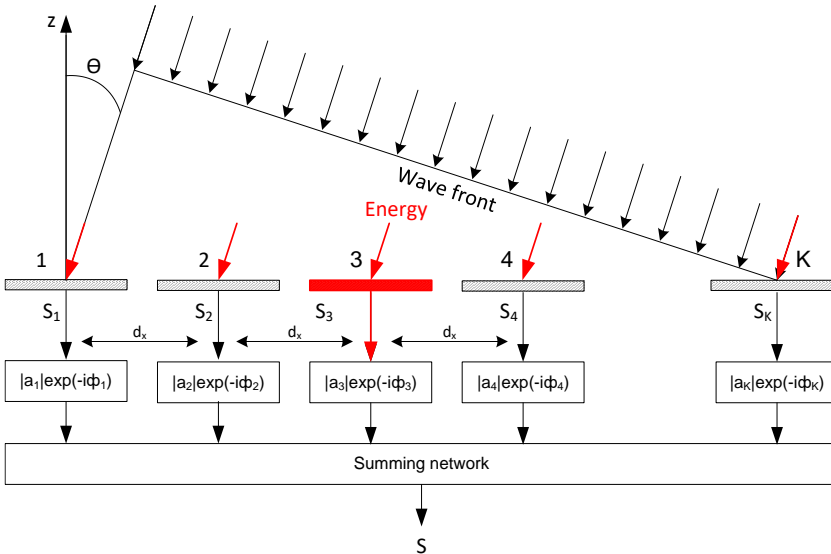 z
Θ
Wave front
Energy
1 2 3 4 K
S₁ S₂ S₃ S₄ Sₖ
dₓ dₓ dₓ
|a₁|exp(-iϕ₁) |a₂|exp(-iϕ₂) |a₃|exp(-iϕ₃) |a₄|exp(-iϕ₄) |aₖ|exp(-iϕₖ)
Summing network
S